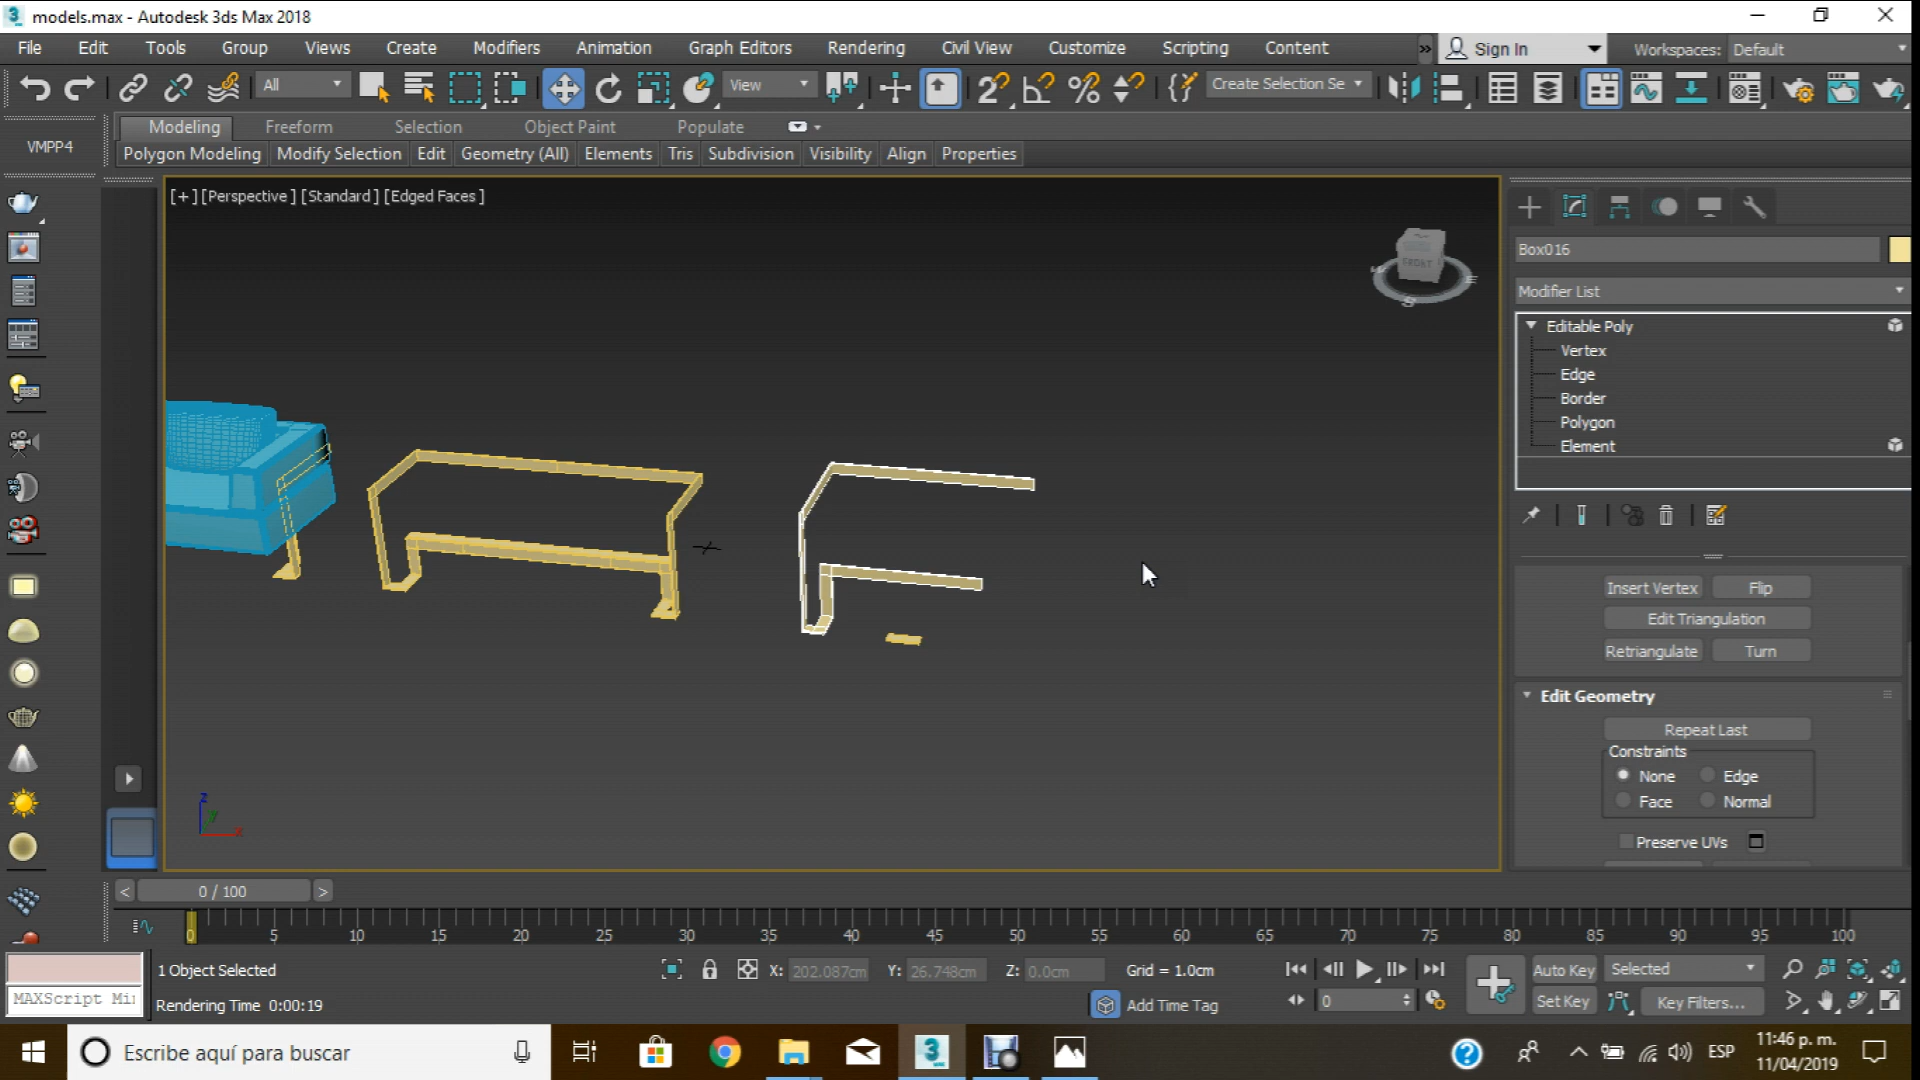 models.max - Autodesk 3ds Max 2018
File Edit Tools Group Views Create Modifiers Animation Graph Editors Rendering Civil View Customize Scripting Content » Sign In Workspaces: Default
All View Create Selection Se
Modeling Freeform Selection Object Paint Populate
VMPP4
Polygon Modeling Modify Selection Edit Geometry (All) Elements Tris Subdivision Visibility Align Properties
[+] [Perspective] [Standard] [Edged Faces]
FRONT
S
Box016
Modifier List
Editable Poly
Vertex
Edge
Border
Polygon
Element
Insert Vertex Flip
Edit Triangulation
Retriangulate Turn
Edit Geometry
Repeat Last
Constraints
None Edge
Face Normal
Preserve UVs
z
y
x
< 0 / 100 >
0 5 10 15 20 25 30 35 40 45 50 55 60 65 70 75 80 85 90 95 100
1 Object Selected X: 202.087cm Y: 26.748cm Z: 0.0cm Grid = 1.0cm Auto Key Selected
MAXScript Mi
Rendering Time 0:00:19 Add Time Tag 0 Set Key Key Filters...
Escribe aquí para buscar
ESP
11:46 p. m.
11/04/2019